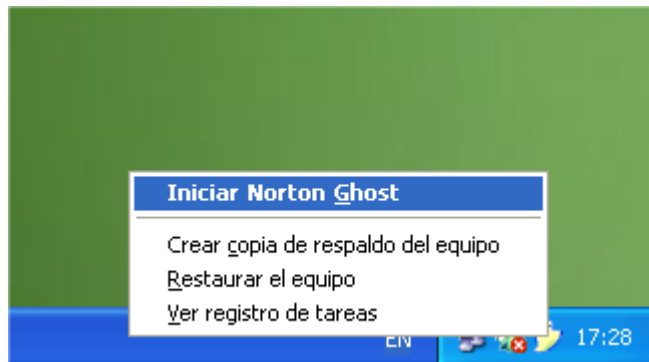 Iniciar Norton Ghost
Crear copia de respaldo del equipo
Restaurar el equipo
Ver registro de tareas
EN 17:28